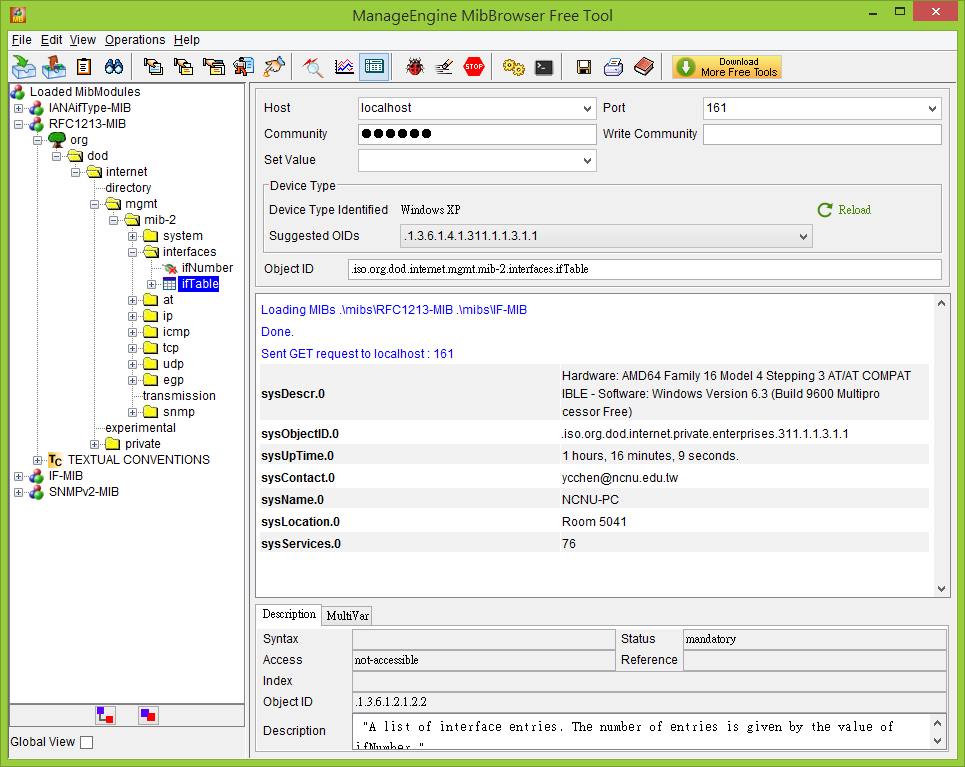 ManageEngine MibBrowser Free Tool
File Edit View Operations Help
STOP
Download
More Free Tools
Loaded MibModules
IANAifType-MIB
RFC1213-MIB
org
dod
internet
directory
mgmt
mib-2
system
interfaces
ifNumber
ifTable
at
ip
icmp
tcp
udp
egp
transmission
snmp
experimental
private
Tc TEXTUAL CONVENTIONS
IF-MIB
SNMPv2-MIB
Global View
Host localhost Port 161
Community ●●●●●● Write Community
Set Value
Device Type
Device Type Identified Windows XP Reload
Suggested OIDs .1.3.6.1.4.1.311.1.1.3.1.1
Object ID .iso.org.dod.internet.mgmt.mib-2.interfaces.ifTable
Loading MIBs .\mibs\RFC1213-MIB .\mibs\IF-MIB
Done.
Sent GET request to localhost : 161
sysDescr.0 Hardware: AMD64 Family 16 Model 4 Stepping 3 AT/AT COMPAT
IBLE - Software: Windows Version 6.3 (Build 9600 Multipro
cessor Free)
sysObjectID.0 .iso.org.dod.internet.private.enterprises.311.1.1.3.1.1
sysUpTime.0 1 hours, 16 minutes, 9 seconds.
sysContact.0 ycchen@ncnu.edu.tw
sysName.0 NCNU-PC
sysLocation.0 Room 5041
sysServices.0 76
Description MultiVar
Syntax Status mandatory
Access not-accessible Reference
Index
Object ID .1.3.6.1.2.1.2.2
Description "A list of interface entries. The number of entries is given by the value of
ifNumber."